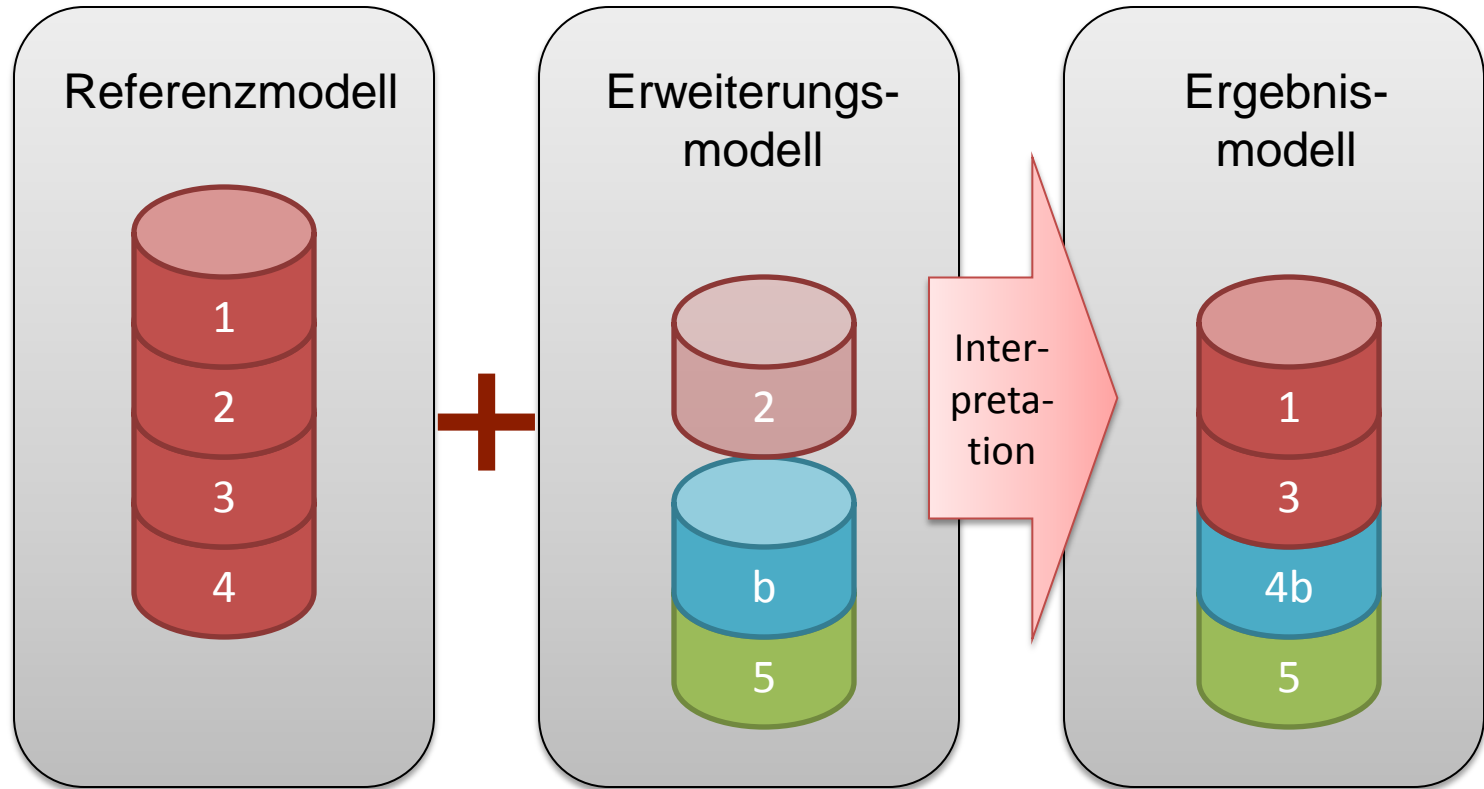 Referenzmodell
1
2
3
4
+
Erweiterungs-
modell
2
b
5
Inter-
preta-
tion
Ergebnis-
modell
1
3
4b
5